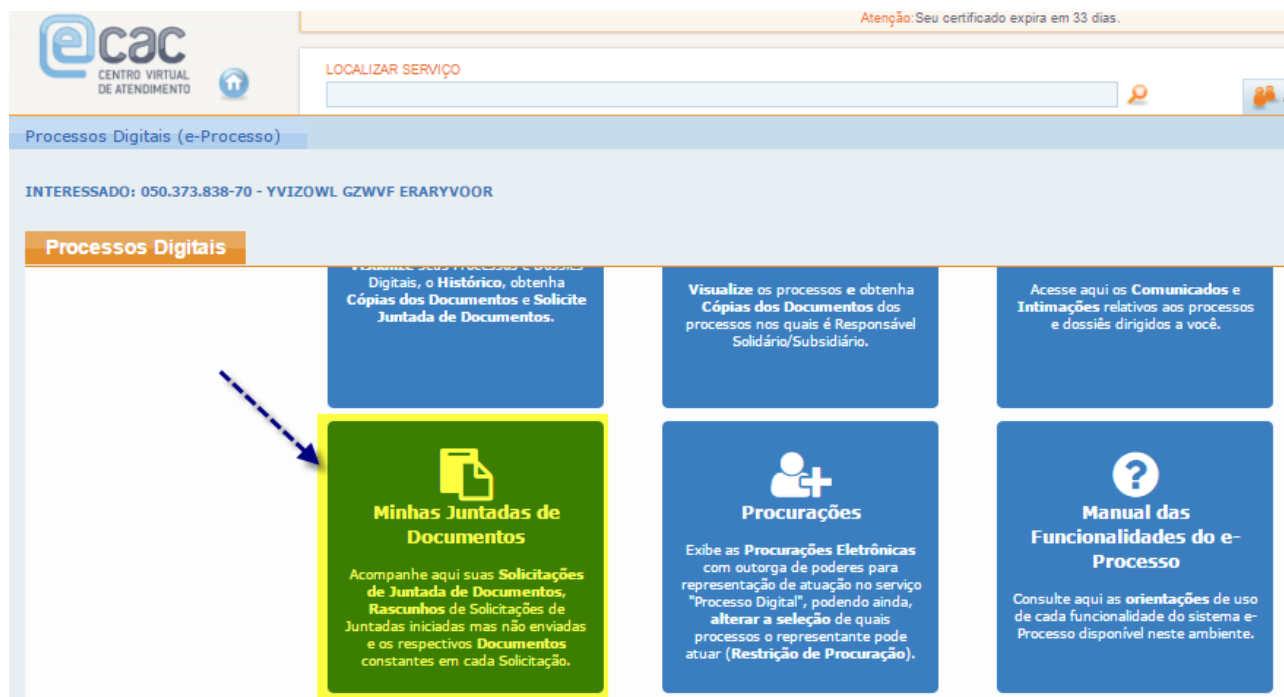 Atenção:Seu certificado expira em 33 dias.
ecac
CENTRO VIRTUAL
DE ATENDIMENTO
LOCALIZAR SERVIÇO
Processos Digitais (e-Processo)
INTERESSADO: 050.373.838-70 - YVIZOWL GZWVF ERARYVOOR
Processos Digitais
Visualize seus Processos e Dossiês
Digitais, o Histórico, obtenha
Cópias dos Documentos e Solicite
Juntada de Documentos.
Visualize os processos e obtenha
Cópias dos Documentos dos
processos nos quais é Responsável
Solidário/Subsidiário.
Acesse aqui os Comunicados e
Intimações relativos aos processos
e dossiês dirigidos a você.
Minhas Juntadas de
Documentos
Acompanhe aqui suas Solicitações
de Juntada de Documentos,
Rascunhos de Solicitações de
Juntadas iniciadas mas não enviadas
e os respectivos Documentos
constantes em cada Solicitação.
Procurações
Exibe as Procurações Eletrônicas
com outorga de poderes para
representação de atuação no serviço
"Processo Digital", podendo ainda,
alterar a seleção de quais
processos o representante pode
atuar (Restrição de Procuração).
Manual das
Funcionalidades do e-
Processo
Consulte aqui as orientações de uso
de cada funcionalidade do sistema e-
Processo disponível neste ambiente.